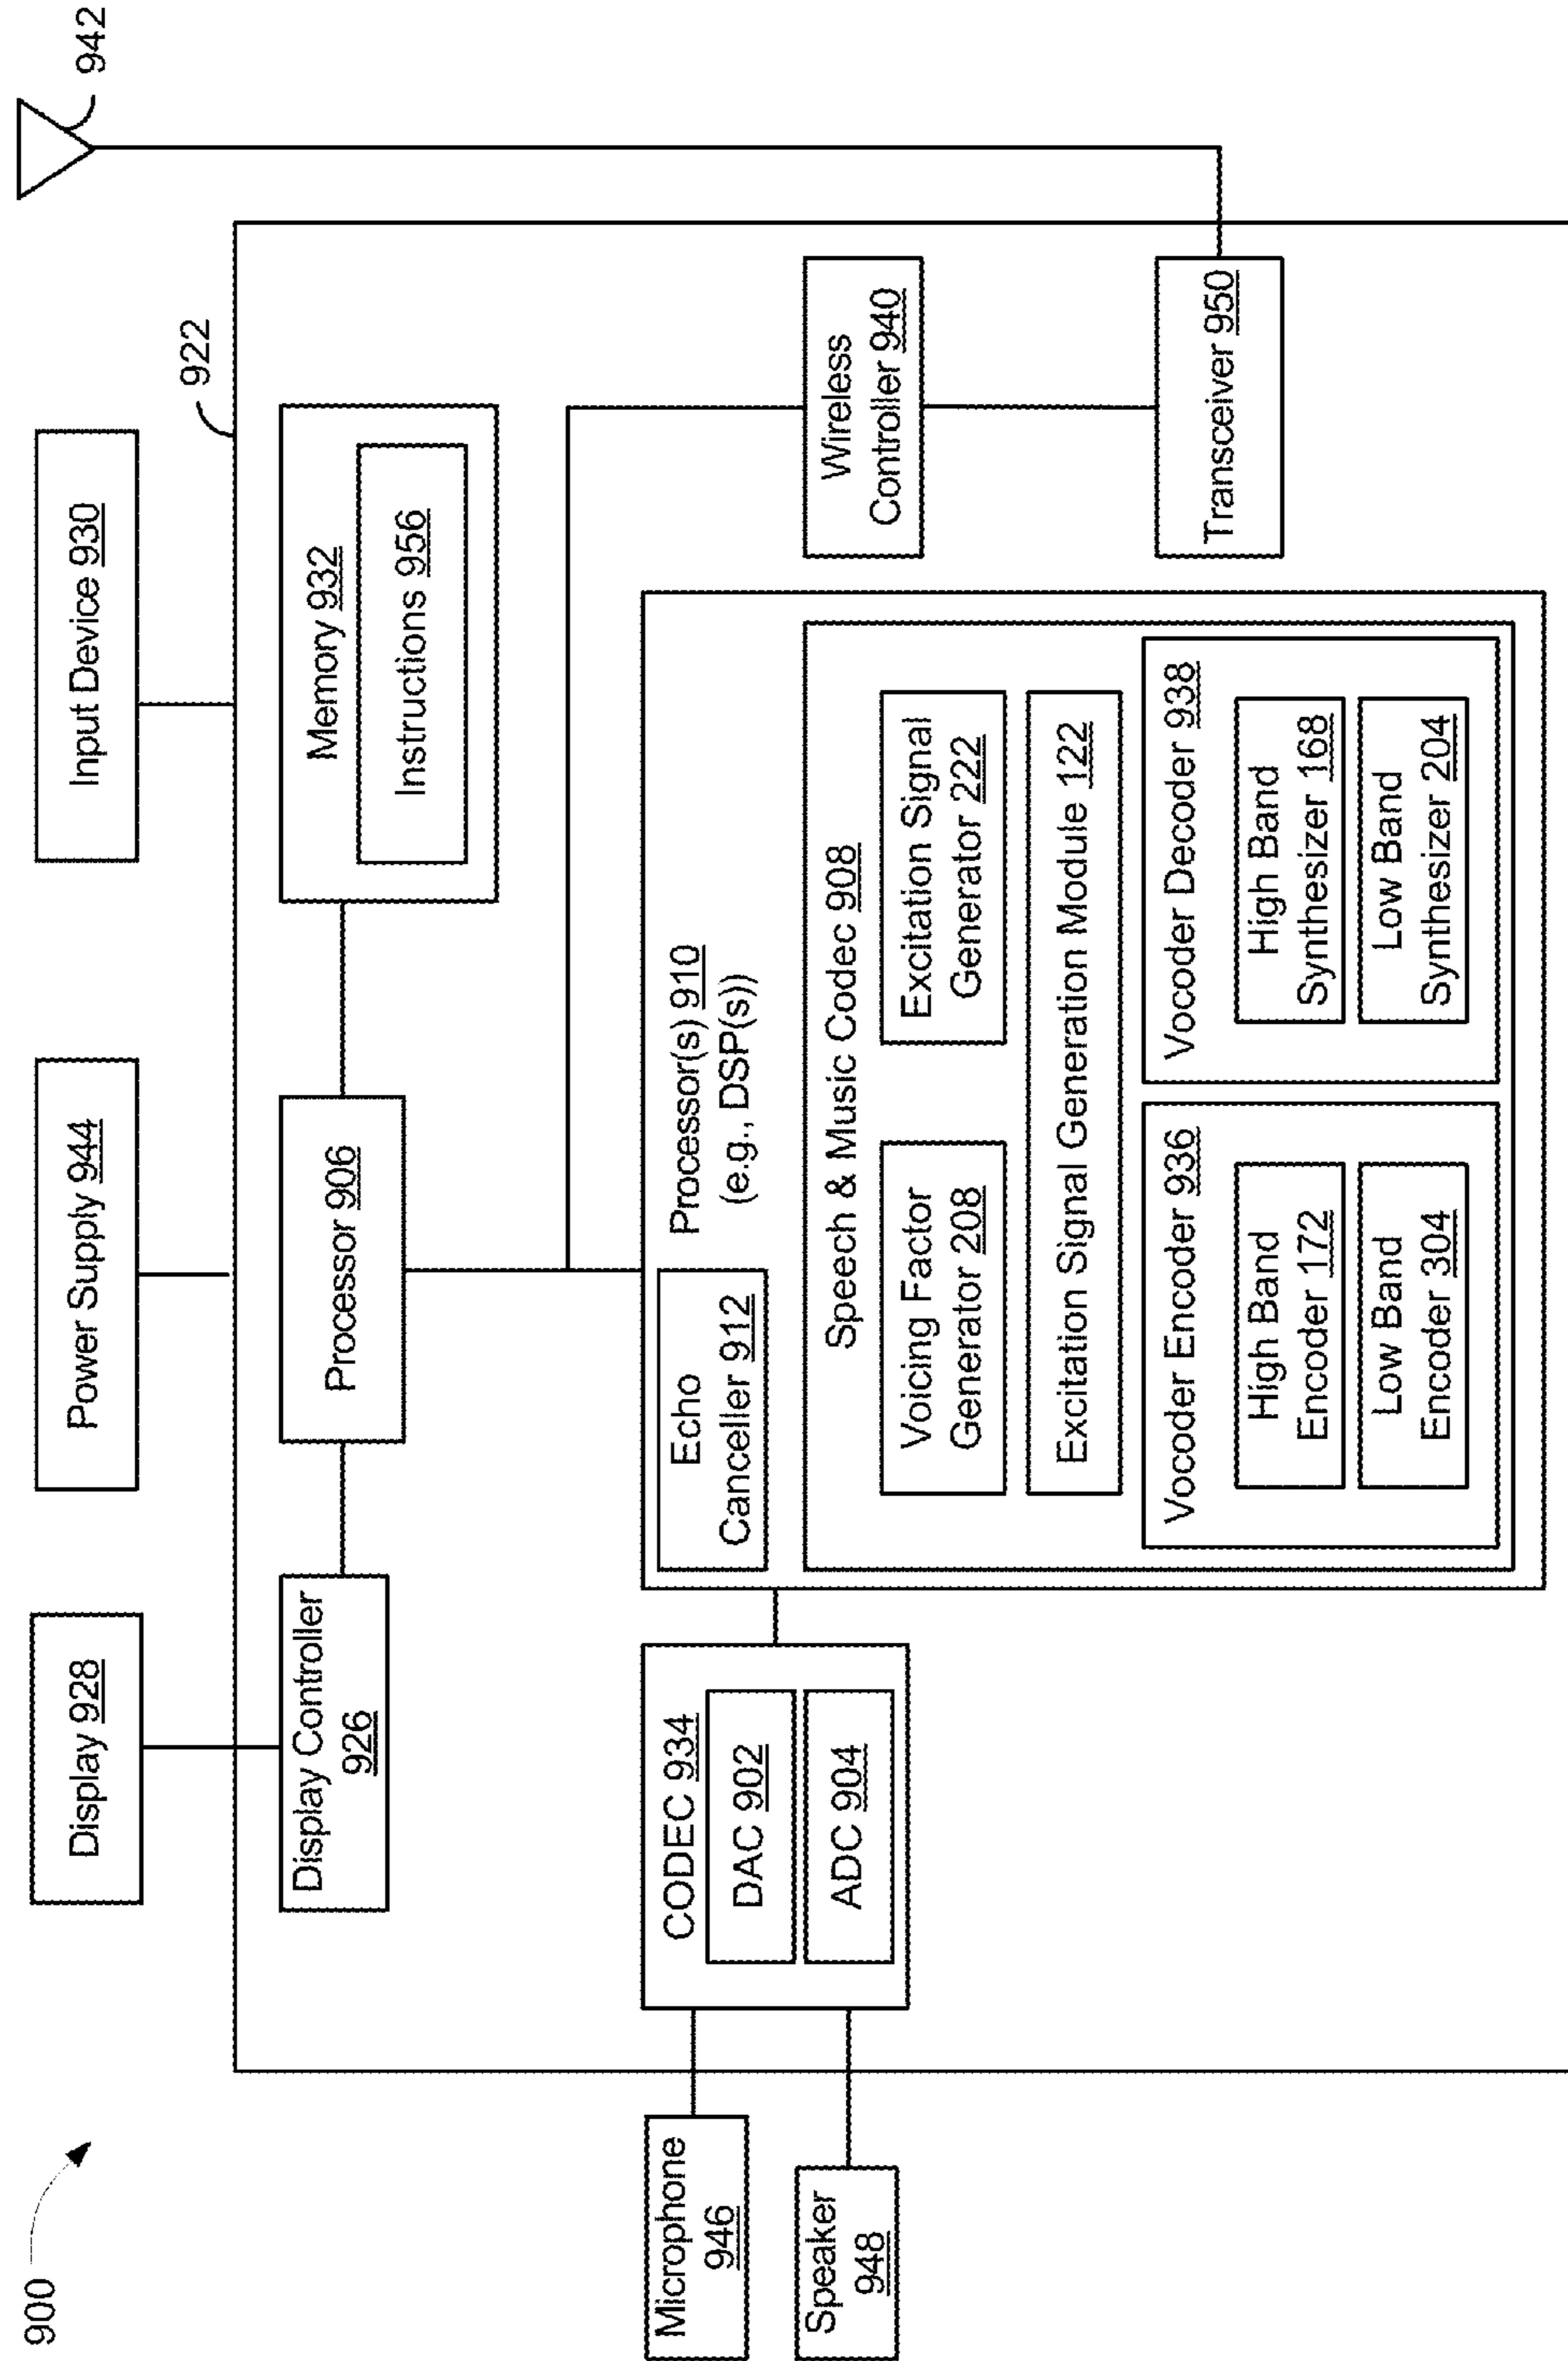 900
Display 928
Power Supply 944
Input Device 930
942
922
Display Controller
926
Processor 906
Memory 932
Instructions 956
Microphone
946
Speaker
948
CODEC 934
DAC 902
ADC 904
Echo
Canceller 912
Processor(s) 910
(e.g., DSP(s))
Speech & Music Codec 908
Voicing Factor
Generator 208
Excitation Signal
Generator 222
Excitation Signal Generation Module 122
Vocoder Encoder 936
High Band
Encoder 172
Low Band
Encoder 304
Vocoder Decoder 938
High Band
Synthesizer 168
Low Band
Synthesizer 204
Wireless
Controller 940
Transceiver 950